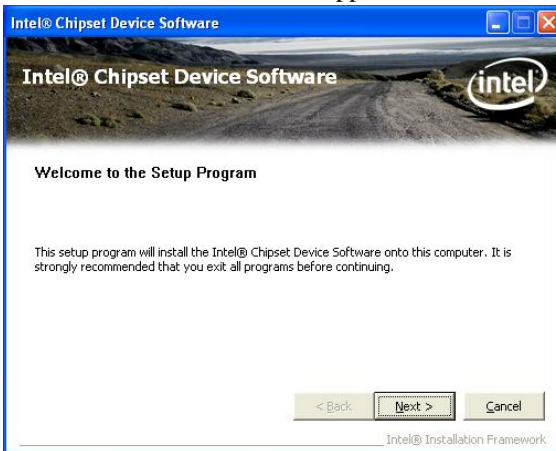 Intel® Chipset Device Software
Intel® Chipset Device Software
intel®
Welcome to the Setup Program
This setup program will install the Intel® Chipset Device Software onto this computer. It is
strongly recommended that you exit all programs before continuing.
< Back Next > Cancel
Intel® Installation Framework